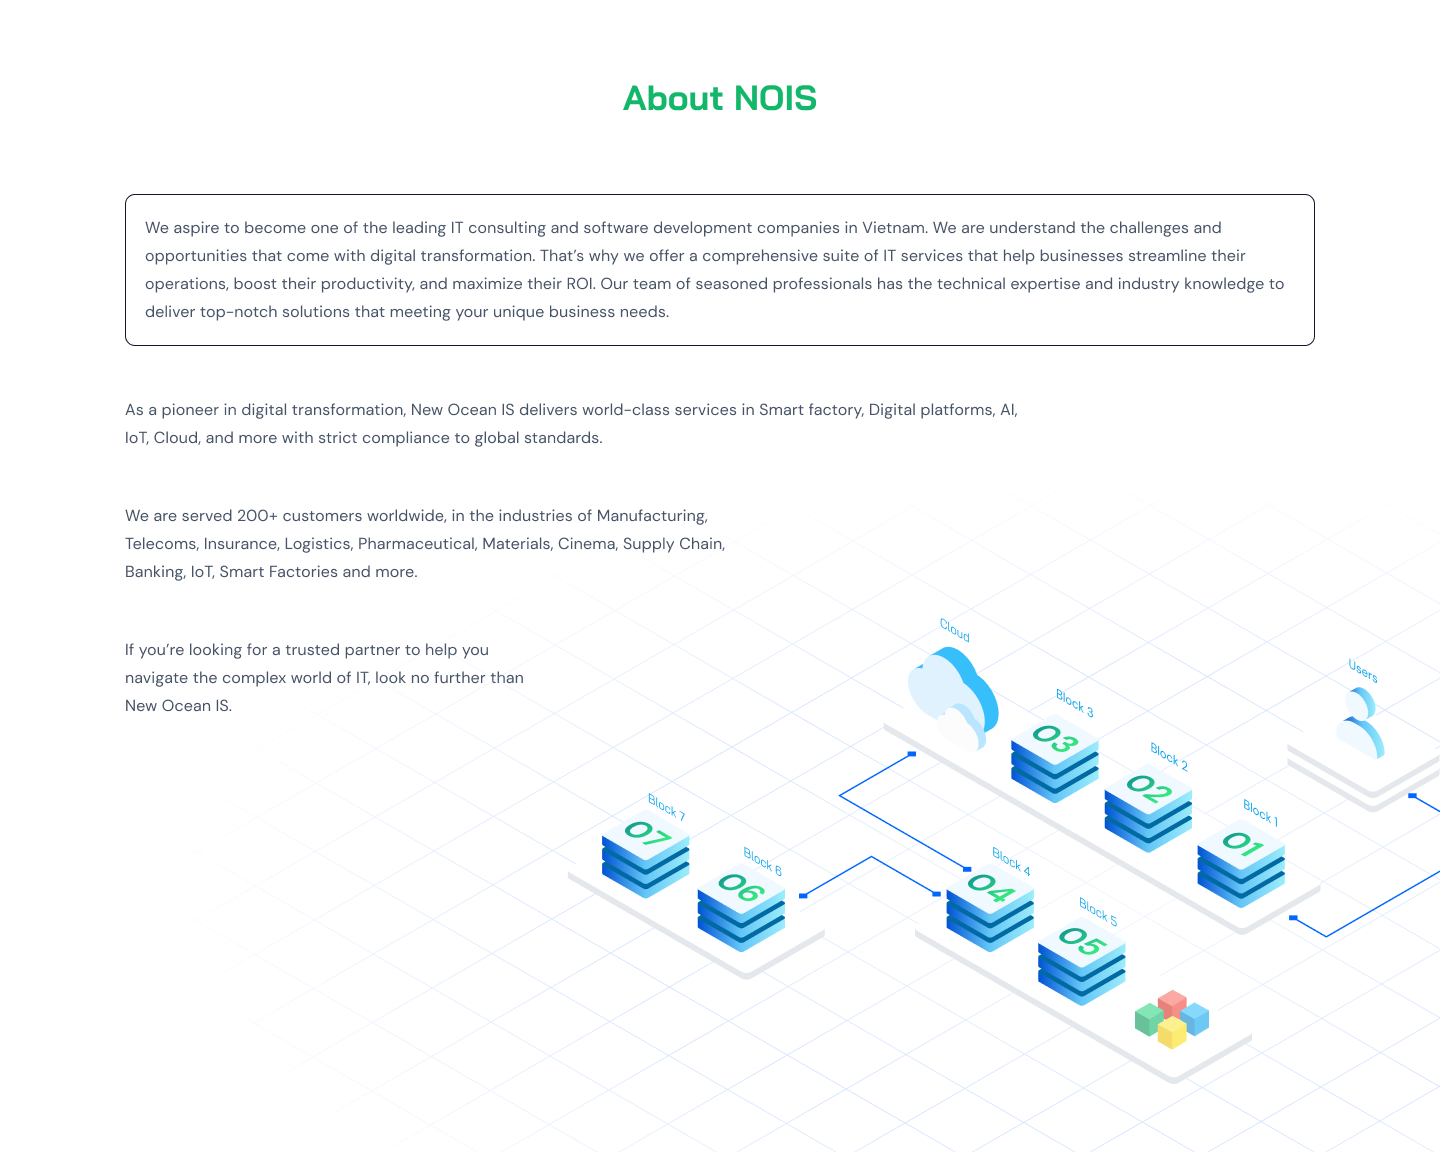 About NOIS
We aspire to become one of the leading IT consulting and software development companies in Vietnam. We are understand the challenges and
opportunities that come with digital transformation. That’s why we offer a comprehensive suite of IT services that help businesses streamline their
operations, boost their productivity, and maximize their ROI. Our team of seasoned professionals has the technical expertise and industry knowledge to
deliver top-notch solutions that meeting your unique business needs.
As a pioneer in digital transformation, New Ocean IS delivers world-class services in Smart factory, Digital platforms, AI,
IoT, Cloud, and more with strict compliance to global standards.
We are served 200+ customers worldwide, in the industries of Manufacturing,
Telecoms, Insurance, Logistics, Pharmaceutical, Materials, Cinema, Supply Chain,
Banking, IoT, Smart Factories and more.
If you’re looking for a trusted partner to help you
navigate the complex world of IT, look no further than
New Ocean IS.
Cloud
Users
Block 3
03
Block 2
02
Block 1
01
Block 7
07
Block 6
06
Block 4
04
Block 5
05